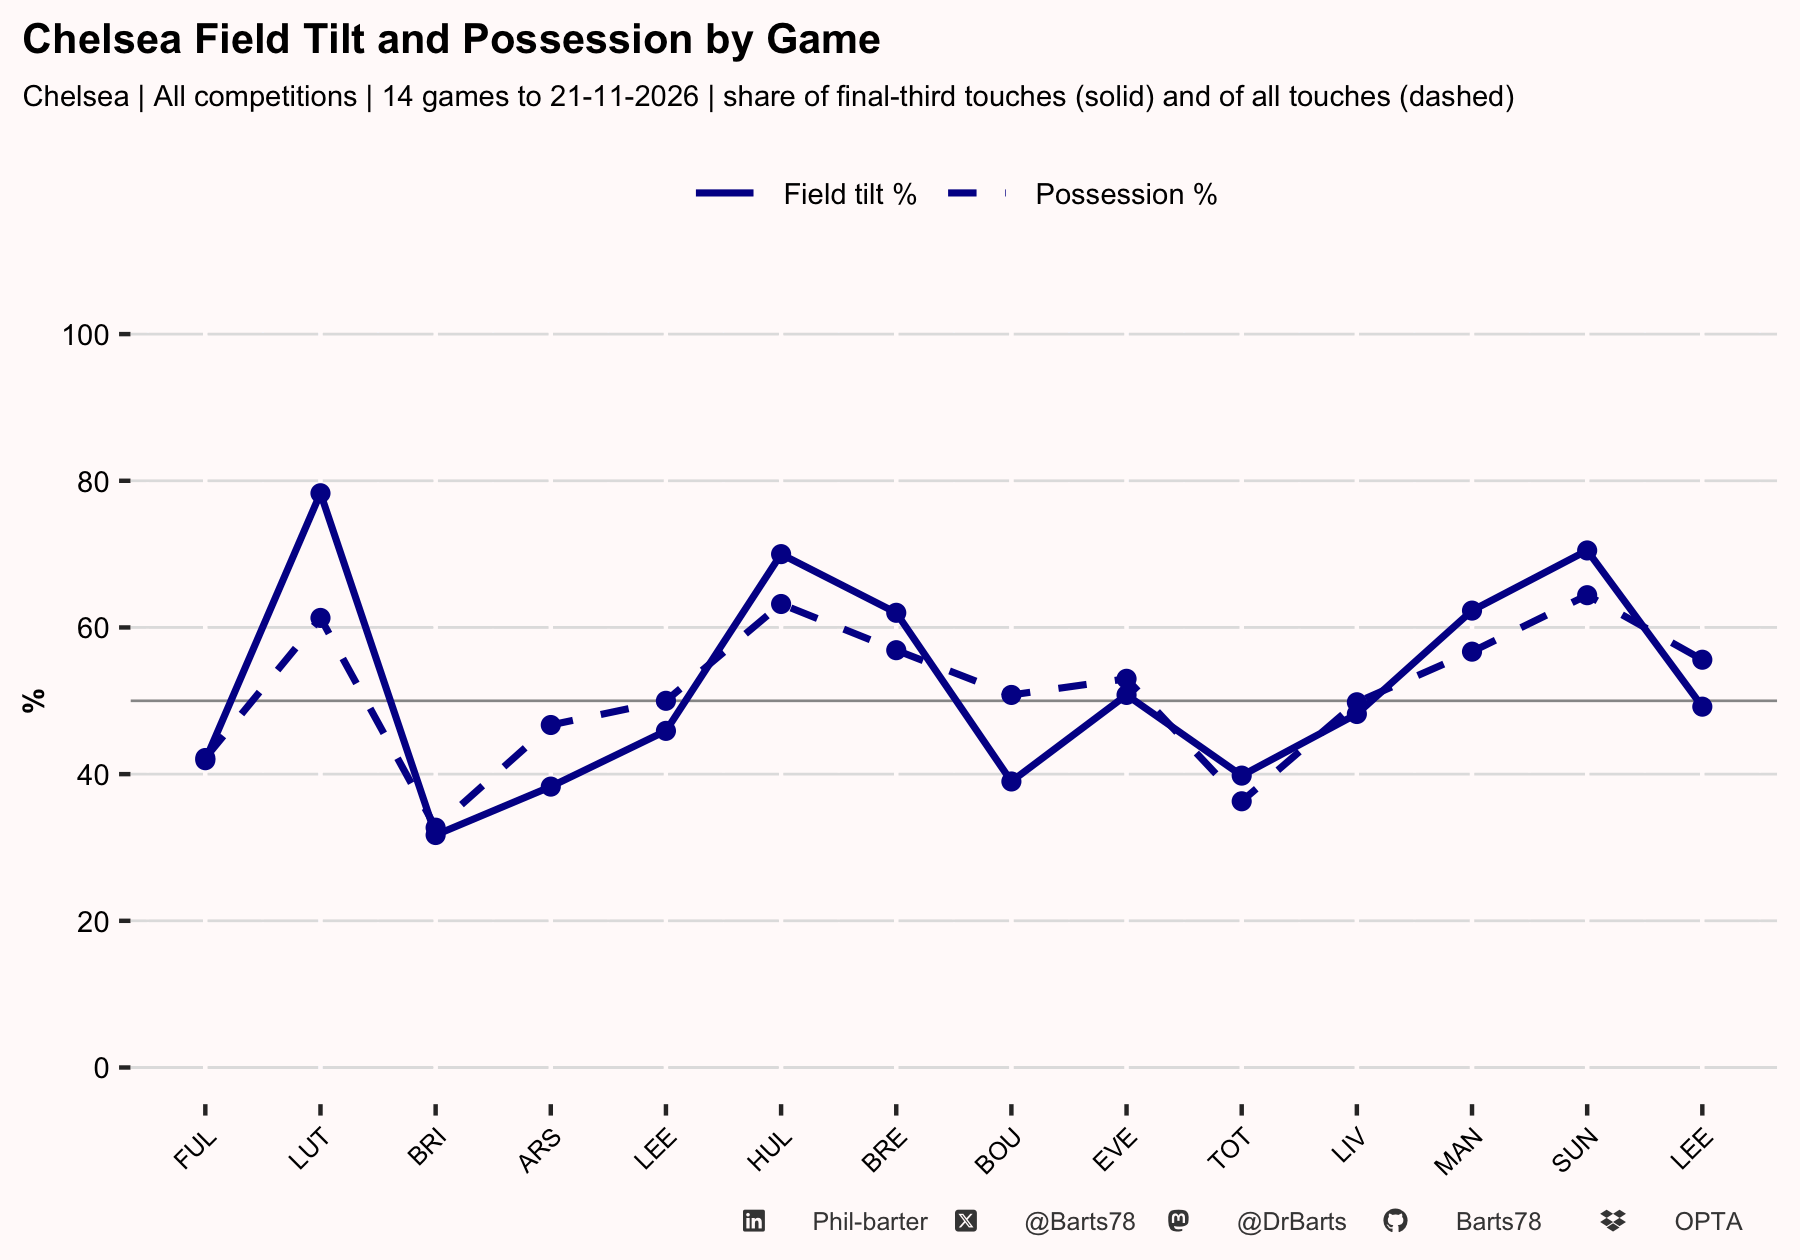 Chelsea Field Tilt and Possession by Game
Chelsea | All competitions | 14 games to 21-11-2026 | share of final-third touches (solid) and of all touches (dashed)
Field tilt % Possession %
100
80
60
40
20
0
%
FUL LUT BRI ARS LEE HUL BRE BOU EVE TOT LIV MAN SUN LEE
Phil-barter @Barts78 @DrBarts Barts78 OPTA